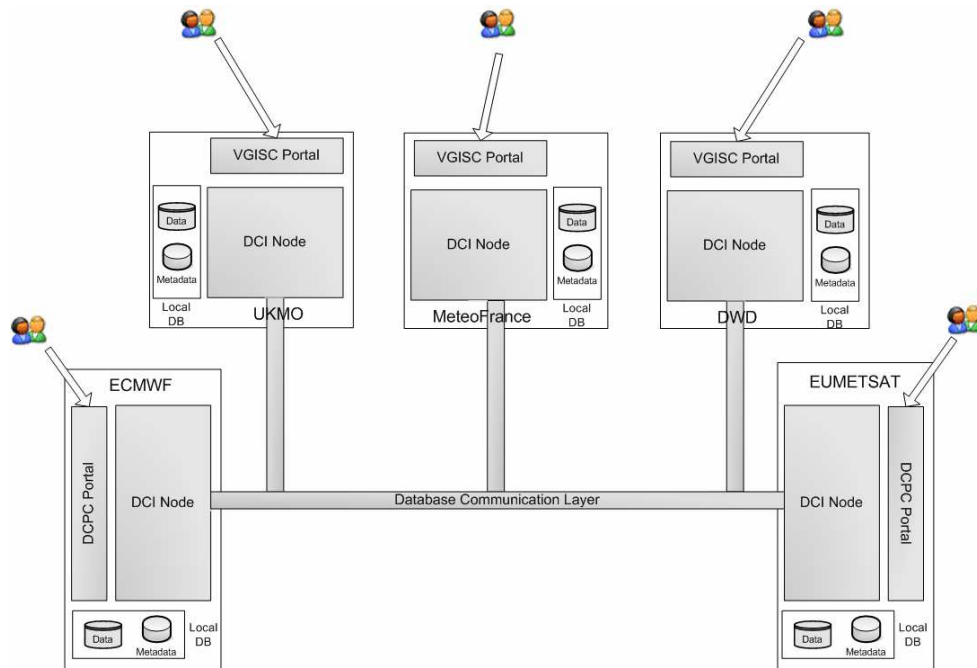 VGISC Portal
DCI Node
Data
Metadata
Local
DB
UKMO
VGISC Portal
DCI Node
Data
Metadata
Local
DB
MeteoFrance
VGISC Portal
DCI Node
Data
Metadata
Local
DB
DWD
ECMWF
DCPC Portal
DCI Node
Data
Metadata
Local
DB
Database Communication Layer
EUMETSAT
DCI Node
DCPC Portal
Data
Metadata
Local
DB